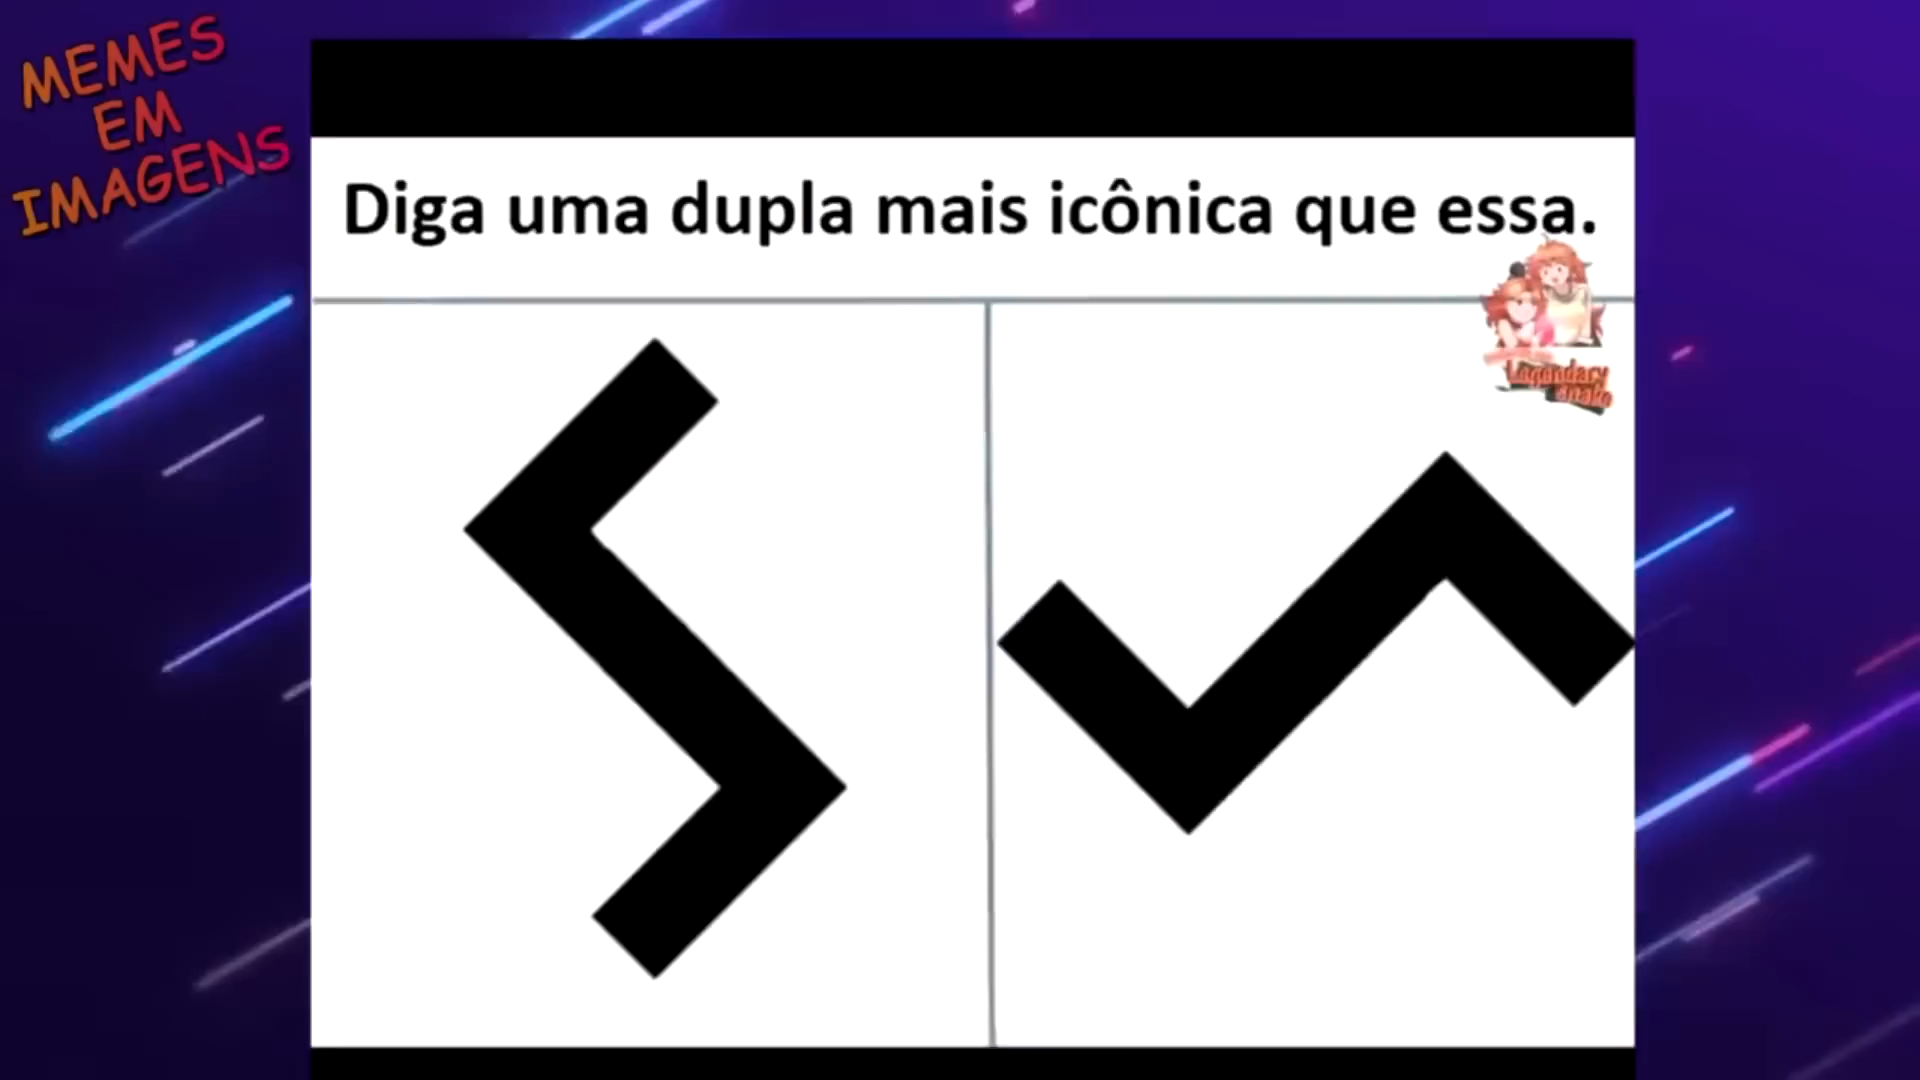 MEMES
EM
IMAGENS
Diga uma dupla mais icônica que essa.
Legendary